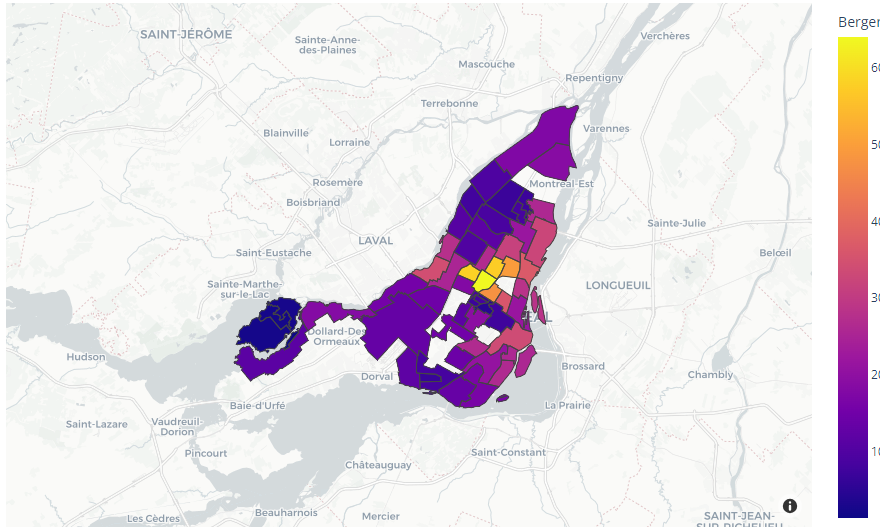 Verchères
SAINT-JÉRÔME
Sainte-Anne-
des-Plaines
Mascouche
Repentigny
Terrebonne
Blainville
Lorraine
Varennes
Rosemère
Montréal-Est
Boisbriand
Sainte-Julie
LAVAL
Saint-Eustache
Belœil
Sainte-Marthe-
sur-le-Lac
LONGUEUIL
Dollard-Des
Ormeaux
Hudson
Brossard
Dorval
Chambly
Baie-d'Urfé
La Prairie
Saint-Lazare
Vaudreuil-
Dorion
Pincourt
Saint-Constant
Châteauguay
Beauharnois
Mercier
Les Cèdres
SAINT-JEAN-
SUR-RICHELIEU
Berger
60
50
40
30
20
10
i